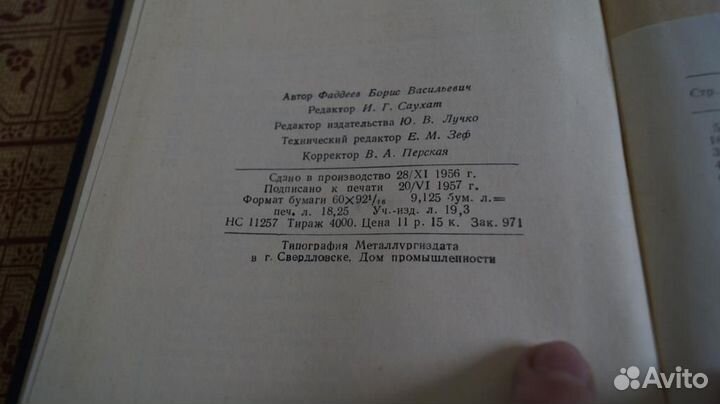 Автор Фаддеев Борис Васильевич
Редактор И. Г. Саухат
Редактор издательства Ю. В. Лучко
Технический редактор Е. М. Зеф
Корректор В. А. Перская
Сдано в производство 28/XI 1956 г.
Подписано к печати 20/VI 1957 г.
Формат бумаги 60×92¹/₁₆ 9,125 бум. л.=
печ. л. 18,25 Уч.-изд. л. 19,3
НС 11257 Тираж 4000. Цена 11 р. 15 к. Зак. 971
Типография Металлургиздата
в г. Свердловске, Дом промышленности
Стр.
Avito